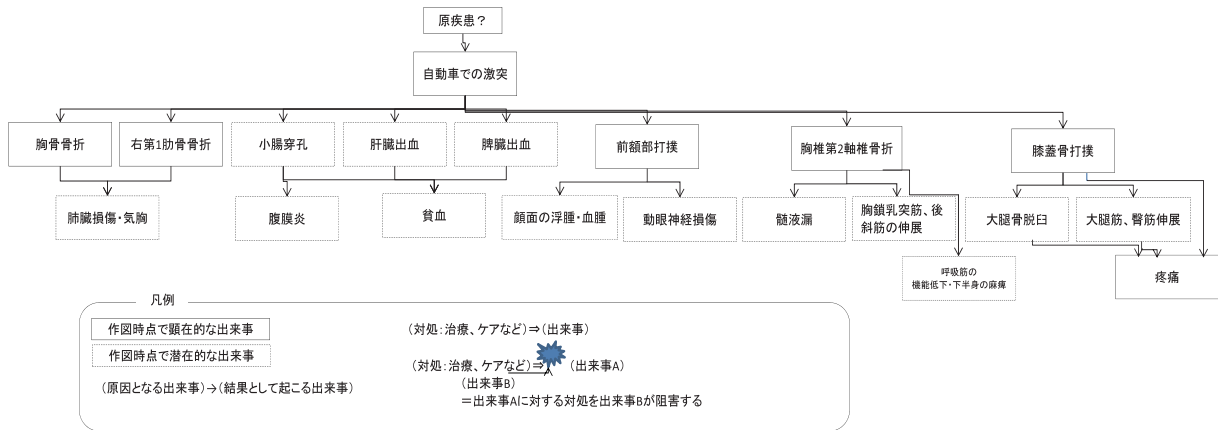 原疾患？
自動車での激突
胸骨骨折
右第1肋骨骨折
小腸穿孔
肝臓出血
脾臓出血
前額部打撲
胸椎第2軸椎骨折
膝蓋骨打撲
肺臓損傷・気胸
腹膜炎
貧血
顔面の浮腫・血腫
動眼神経損傷
髄液漏
胸鎖乳突筋、後
斜筋の伸展
大腿骨脱臼
大腿筋、臀筋伸展
呼吸筋の
機能低下・下半身の麻痺
疼痛
凡例
作図時点で顕在的な出来事
作図時点で潜在的な出来事
（原因となる出来事）→（結果として起こる出来事）
（対処：治療、ケアなど）⇒（出来事）
（対処：治療、ケアなど）⇒ （出来事A）
（出来事B）
＝出来事Aに対する対処を出来事Bが阻害する